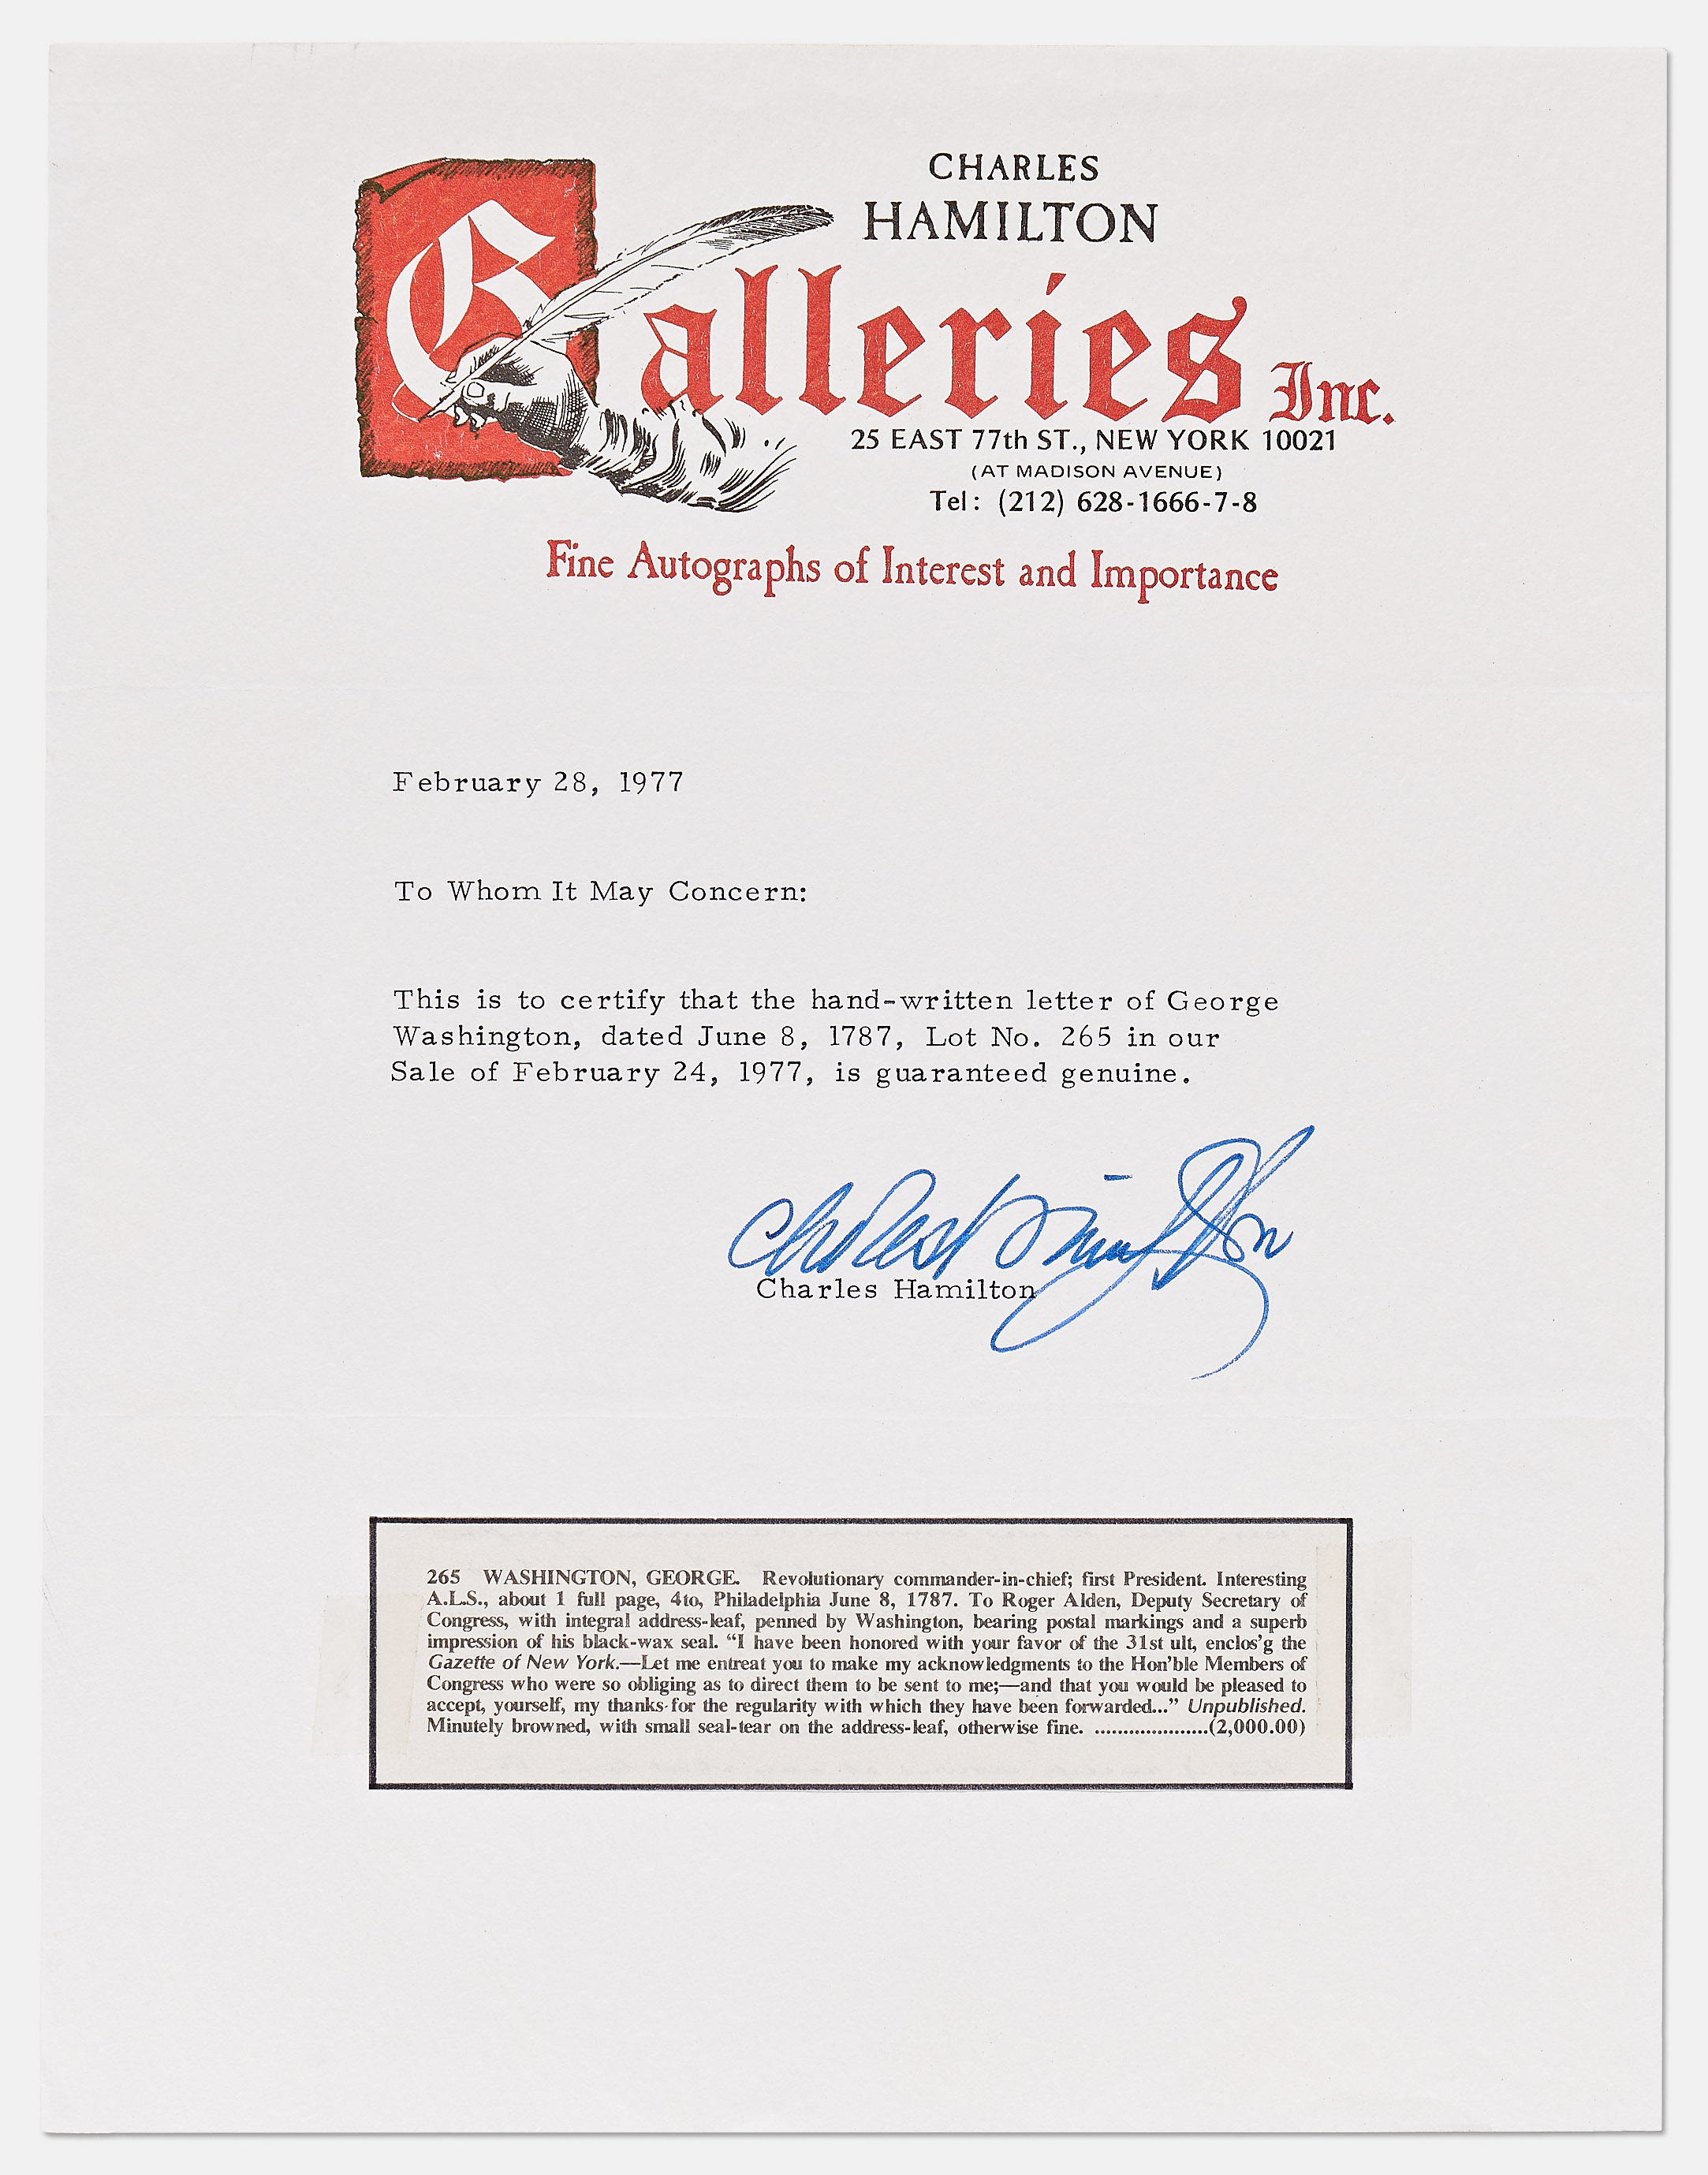 CHARLES
HAMILTON
Galleries Inc.
25 EAST 77th ST., NEW YORK 10021
(AT MADISON AVENUE)
Tel: (212) 628-1666-7-8
Fine Autographs of Interest and Importance
February 28, 1977
To Whom It May Concern:
This is to certify that the hand-written letter of George
Washington, dated June 8, 1787, Lot No. 265 in our
Sale of February 24, 1977, is guaranteed genuine.
Charles Hamilton
Charles Hamilton
265 WASHINGTON, GEORGE. Revolutionary commander-in-chief; first President. Interesting
A.L.S., about 1 full page, 4to, Philadelphia June 8, 1787. To Roger Alden, Deputy Secretary of
Congress, with integral address-leaf, penned by Washington, bearing postal markings and a superb
impression of his black-wax seal. “I have been honored with your favor of the 31st ult, enclos’g the
Gazette of New York.—Let me entreat you to make my acknowledgments to the Hon’ble Members of
Congress who were so obliging as to direct them to be sent to me;—and that you would be pleased to
accept, yourself, my thanks for the regularity with which they have been forwarded...” Unpublished.
Minutely browned, with small seal-tear on the address-leaf, otherwise fine. ....................(2,000.00)